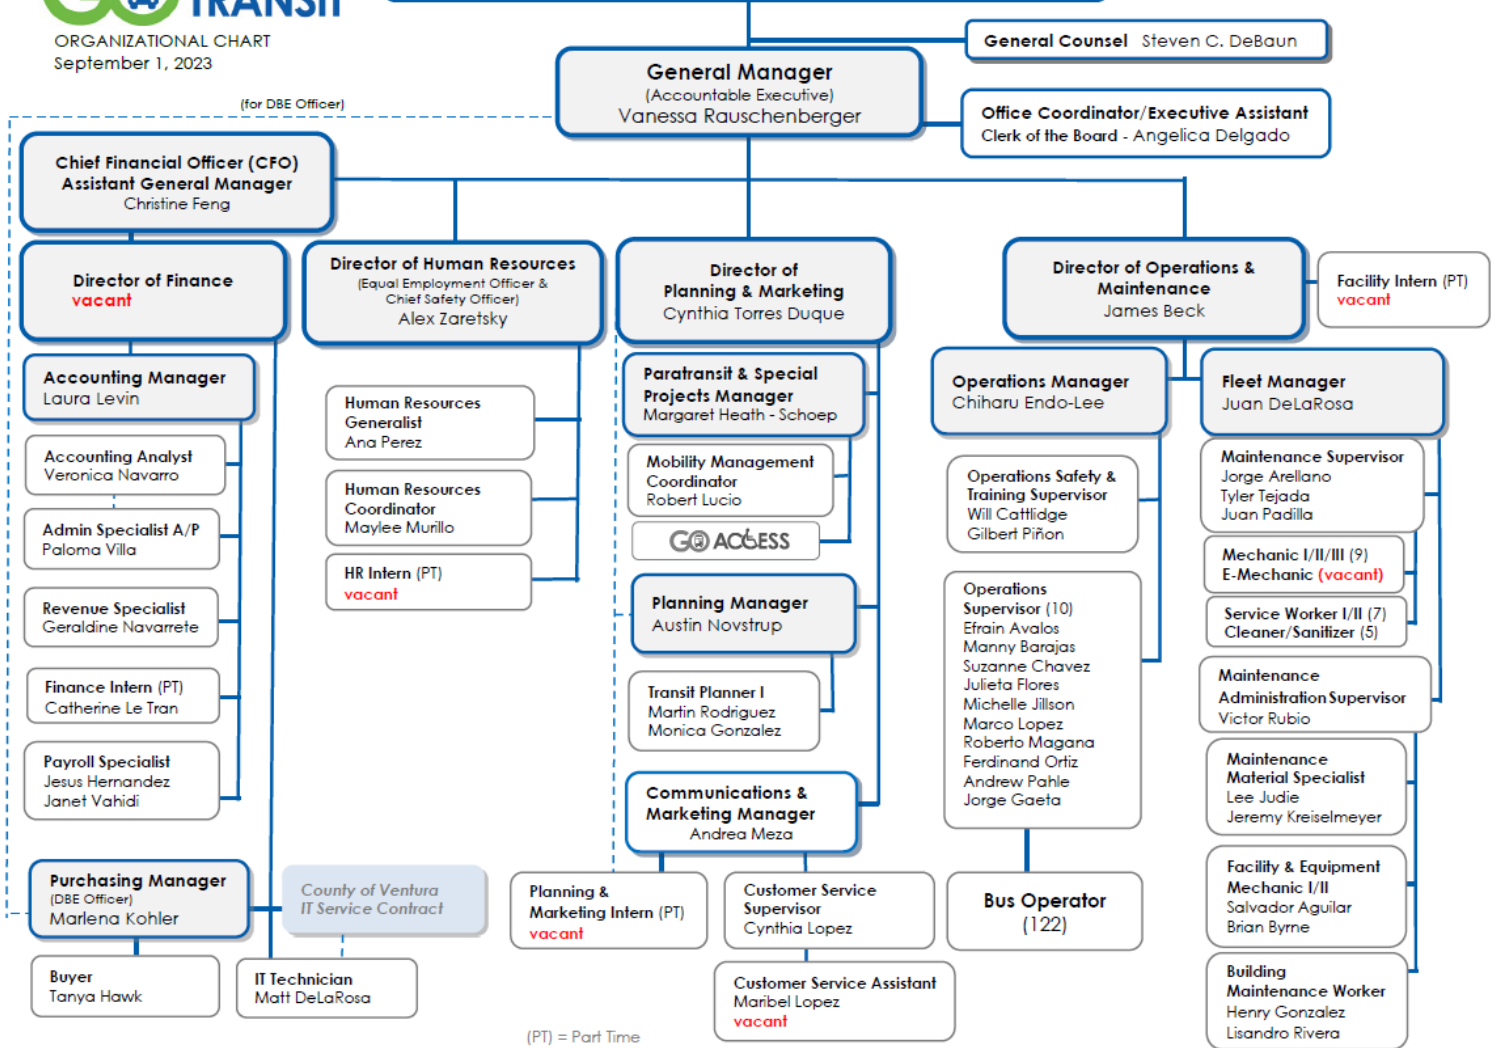 GO TRANSIT
ORGANIZATIONAL CHART
September 1, 2023
General Counsel Steven C. DeBaun
General Manager
(Accountable Executive)
Vanessa Rauschenberger
Office Coordinator/Executive Assistant
Clerk of the Board - Angelica Delgado
(for DBE Officer)
Chief Financial Officer (CFO)
Assistant General Manager
Christine Feng
Director of Finance
vacant
Director of Human Resources
(Equal Employment Officer &
Chief Safety Officer)
Alex Zaretsky
Director of
Planning & Marketing
Cynthia Torres Duque
Director of Operations &
Maintenance
James Beck
Facility Intern (PT)
vacant
Accounting Manager
Laura Levin
Accounting Analyst
Veronica Navarro
Admin Specialist A/P
Paloma Villa
Revenue Specialist
Geraldine Navarrete
Finance Intern (PT)
Catherine Le Tran
Payroll Specialist
Jesus Hernandez
Janet Vahidi
Purchasing Manager
(DBE Officer)
Marlena Kohler
Buyer
Tanya Hawk
County of Ventura
IT Service Contract
IT Technician
Matt DeLaRosa
Human Resources
Generalist
Ana Perez
Human Resources
Coordinator
Maylee Murillo
HR Intern (PT)
vacant
Paratransit & Special
Projects Manager
Margaret Heath - Schoep
Mobility Management
Coordinator
Robert Lucio
GO ACCESS
Planning Manager
Austin Novstrup
Transit Planner I
Martin Rodriguez
Monica Gonzalez
Communications &
Marketing Manager
Andrea Meza
Planning &
Marketing Intern (PT)
vacant
Customer Service
Supervisor
Cynthia Lopez
Customer Service Assistant
Maribel Lopez
vacant
Operations Manager
Chiharu Endo-Lee
Operations Safety &
Training Supervisor
Will Cattlidge
Gilbert Piñon
Operations
Supervisor (10)
Efrain Avalos
Manny Barajas
Suzanne Chavez
Julieta Flores
Michelle Jillson
Marco Lopez
Roberto Magana
Ferdinand Ortiz
Andrew Pahle
Jorge Gaeta
Bus Operator
(122)
Fleet Manager
Juan DeLaRosa
Maintenance Supervisor
Jorge Arellano
Tyler Tejada
Juan Padilla
Mechanic I/II/III (9)
E-Mechanic (vacant)
Service Worker I/II (7)
Cleaner/Sanitizer (5)
Maintenance
Administration Supervisor
Victor Rubio
Maintenance
Material Specialist
Lee Judie
Jeremy Kreiselmeyer
Facility & Equipment
Mechanic I/II
Salvador Aguilar
Brian Byrne
Building
Maintenance Worker
Henry Gonzalez
Lisandro Rivera
(PT) = Part Time